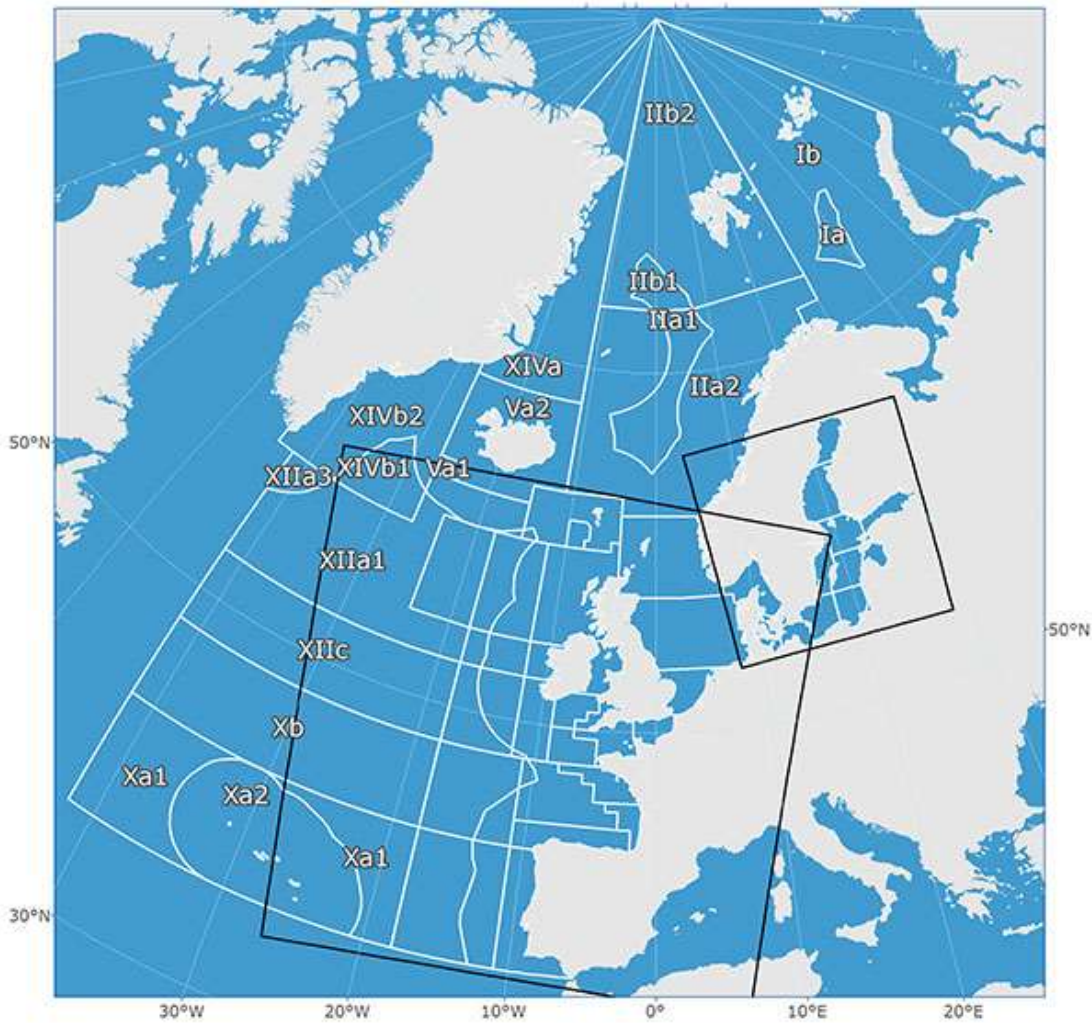 IIb2
Ib
Ia
IIb1
IIa1
XIVa
IIa2
Va2
XIVb2
50°N
XIVb1
Va1
XIIa3
XIIa1
50°N
XIIc
Xb
Xa1
Xa2
Xa1
30°N
30°W
20°W
10°W
0°
10°E
20°E